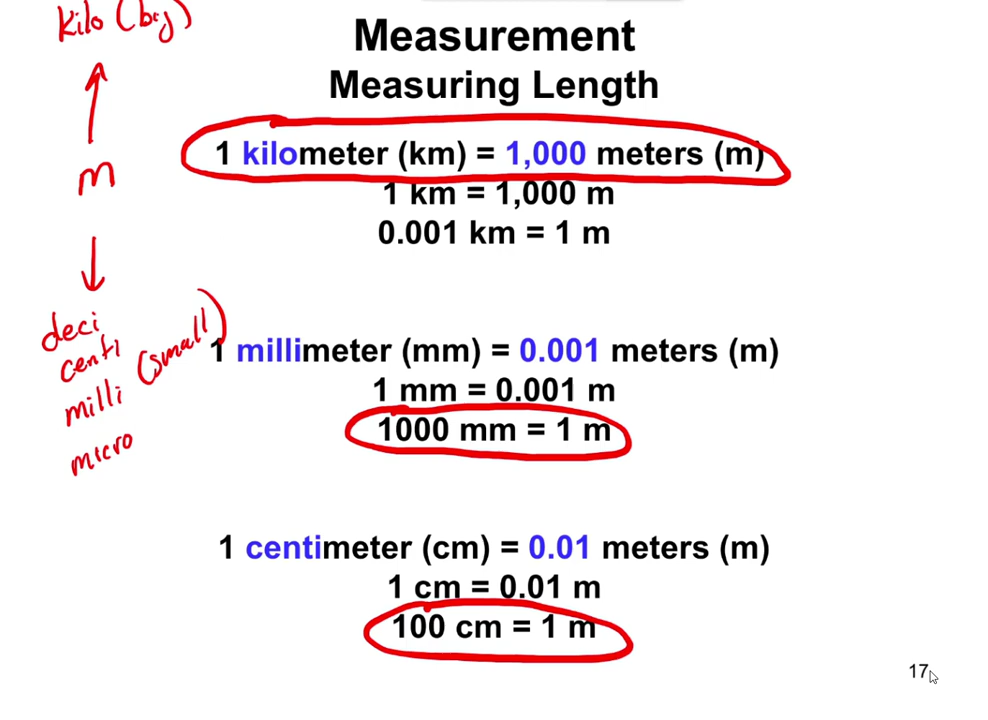 Kilo (big)
m
deci
centi
milli
(small)
micro
Measurement
Measuring Length
1 kilometer (km) = 1,000 meters (m)
1 km = 1,000 m
0.001 km = 1 m
1 millimeter (mm) = 0.001 meters (m)
1 mm = 0.001 m
1000 mm = 1 m
1 centimeter (cm) = 0.01 meters (m)
1 cm = 0.01 m
100 cm = 1 m
17